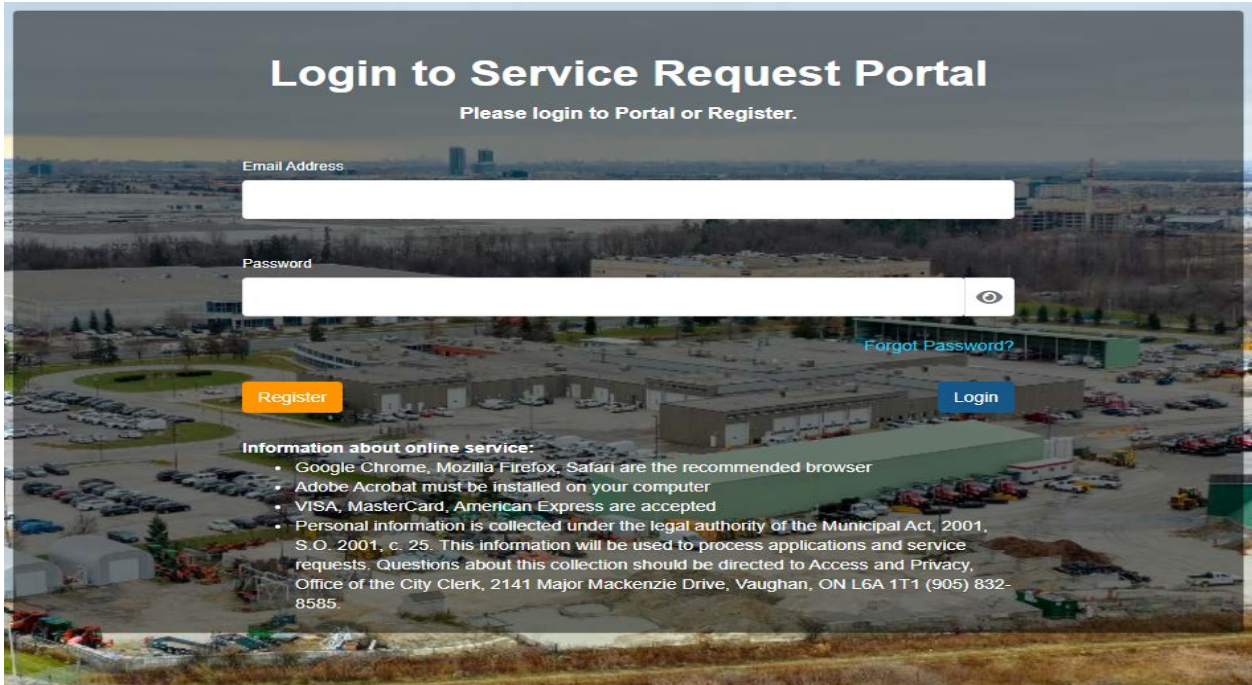 Login to Service Request Portal
Please login to Portal or Register.
Email Address
Password
Forgot Password?
Register
Login
Information about online service:
• Google Chrome, Mozilla Firefox, Safari are the recommended browser
• Adobe Acrobat must be installed on your computer
• VISA, MasterCard, American Express are accepted
• Personal information is collected under the legal authority of the Municipal Act, 2001,
S.O. 2001, c. 25. This information will be used to process applications and service
requests. Questions about this collection should be directed to Access and Privacy,
Office of the City Clerk, 2141 Major Mackenzie Drive, Vaughan, ON L6A 1T1 (905) 832-
8585.